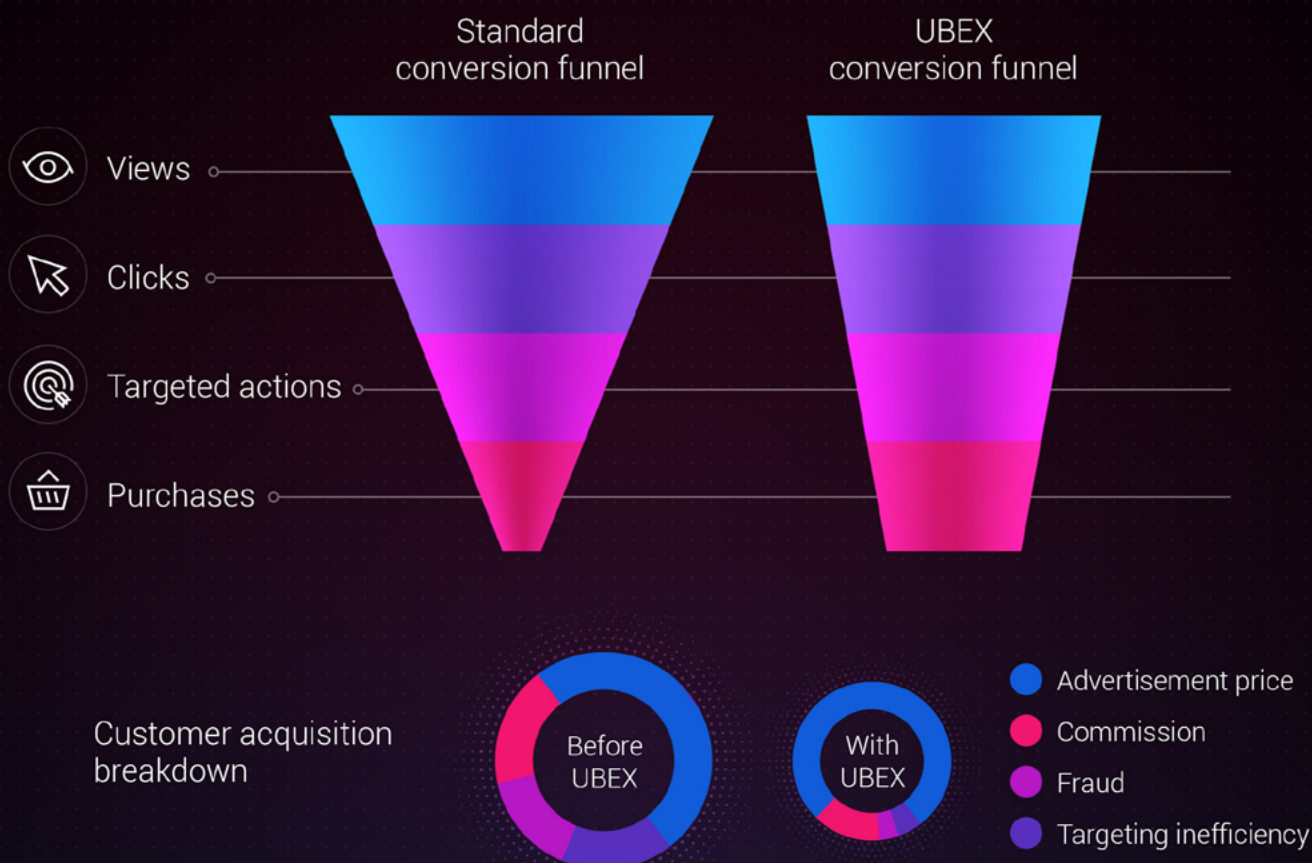 Standard
conversion funnel
UBEX
conversion funnel
Views
Clicks
Targeted actions
Purchases
Customer acquisition
breakdown
Before
UBEX
With
UBEX
Advertisement price
Commission
Fraud
Targeting inefficiency